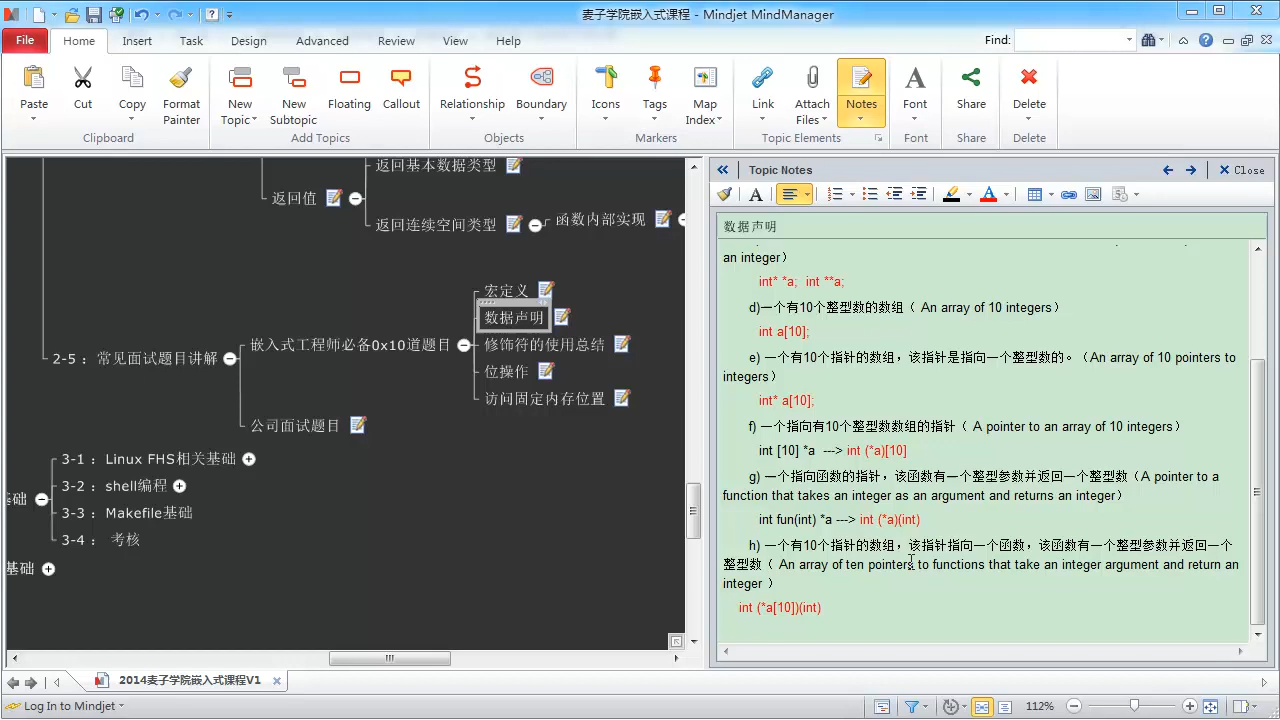 麦子学院嵌入式课程 - Mindjet MindManager
File Home Insert Task Design Advanced Review View Help Find:
Paste Cut Copy Format Painter New Topic New Subtopic Floating Callout Relationship Boundary Icons Tags Map Index Link Attach Files Notes Font Share Delete
Clipboard Add Topics Objects Markers Topic Elements Font Share Delete
返回基本数据类型
返回值
返回连续空间类型
函数内部实现
宏定义
数据声明
2-5： 常见面试题目讲解
嵌入式工程师必备0x10道题目
修饰符的使用总结
位操作
访问固定内存位置
公司面试题目
3-1： Linux FHS相关基础
3-2： shell编程
基础
3-3： Makefile基础
3-4： 考核
基础
Topic Notes Close
数据声明
an integer）
int* *a; int **a;
d)一个有10个整型数的数组（ An array of 10 integers）
int a[10];
e) 一个有10个指针的数组，该指针是指向一个整型数的。（An array of 10 pointers to
integers）
int* a[10];
f) 一个指向有10个整型数数组的指针（ A pointer to an array of 10 integers）
int [10] *a ---> int (*a)[10]
g) 一个指向函数的指针，该函数有一个整型参数并返回一个整型数（A pointer to a
function that takes an integer as an argument and returns an integer）
int fun(int) *a ---> int (*a)(int)
h) 一个有10个指针的数组，该指针指向一个函数，该函数有一个整型参数并返回一个
整型数（ An array of ten pointers to functions that take an integer argument and return an
integer ）
int (*a[10])(int)
2014麦子学院嵌入式课程V1
Log In to Mindjet 112%